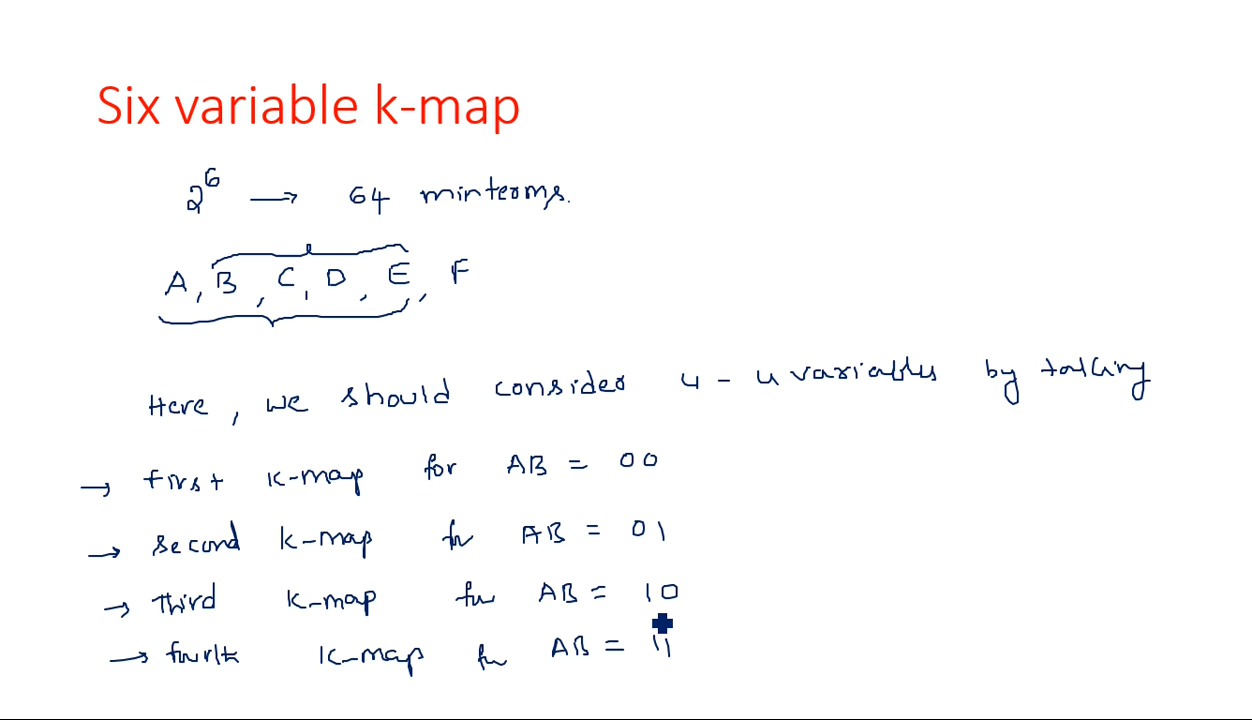 Six variable k-map
2^6 → 64 minterms.
A, B, C, D, E, F
Here, we should consider 4 - 4 variables by talking
→ first k-map for AB = 00
→ second k-map for AB = 01
→ Third k-map for AB = 10
→ fourth k-map for AB = 11